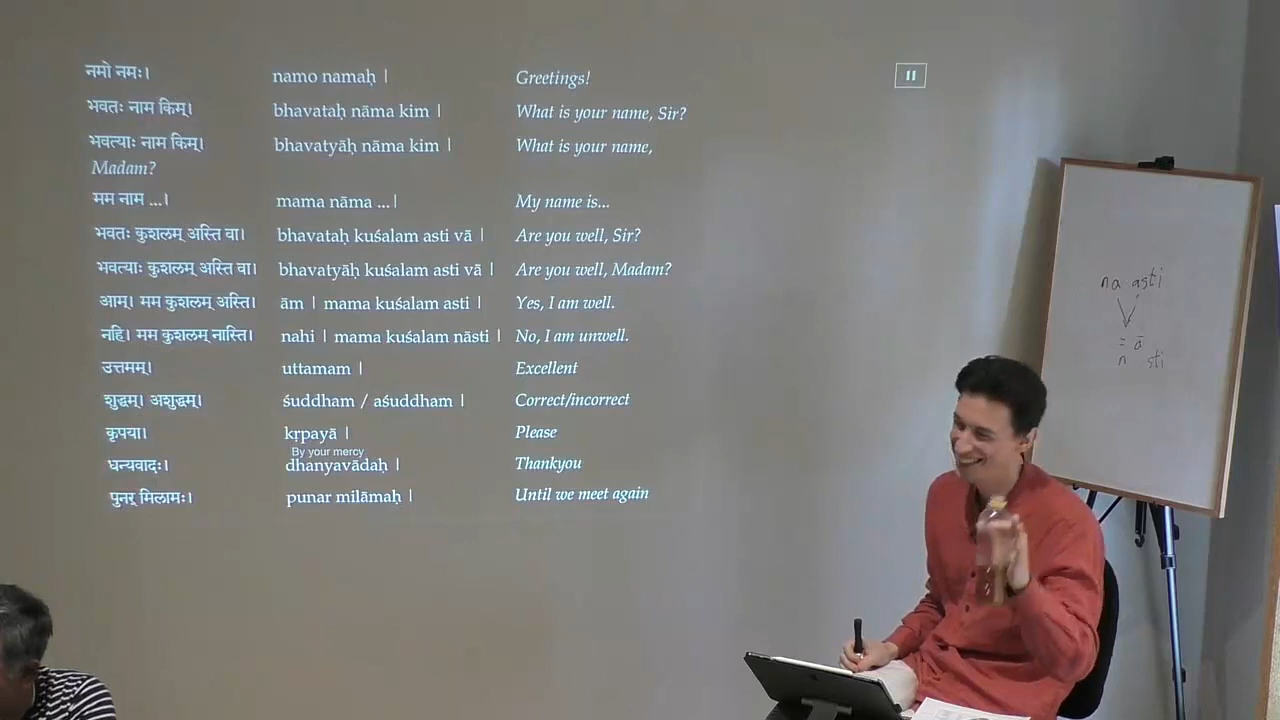 नमो नमः। namo namaḥ | Greetings!
भवतः नाम किम्। bhavataḥ nāma kim | What is your name, Sir?
भवत्याः नाम किम्। bhavatyāḥ nāma kim | What is your name,
Madam?
मम नाम ...। mama nāma ... | My name is...
भवतः कुशलम् अस्ति वा। bhavataḥ kuśalam asti vā | Are you well, Sir?
भवत्याः कुशलम् अस्ति वा। bhavatyāḥ kuśalam asti vā | Are you well, Madam?
आम्। मम कुशलम् अस्ति। ām | mama kuśalam asti | Yes, I am well.
नहि। मम कुशलम् नास्ति। nahi | mama kuśalam nāsti | No, I am unwell.
उत्तमम्। uttamam | Excellent
शुद्धम्। अशुद्धम्। śuddham / aśuddham | Correct/incorrect
कृपया। kṛpayā | Please
By your mercy
धन्यवादः। dhanyavādaḥ | Thankyou
पुनर् मिलामः। punar milāmaḥ | Until we meet again
na asti
= ā
n sti